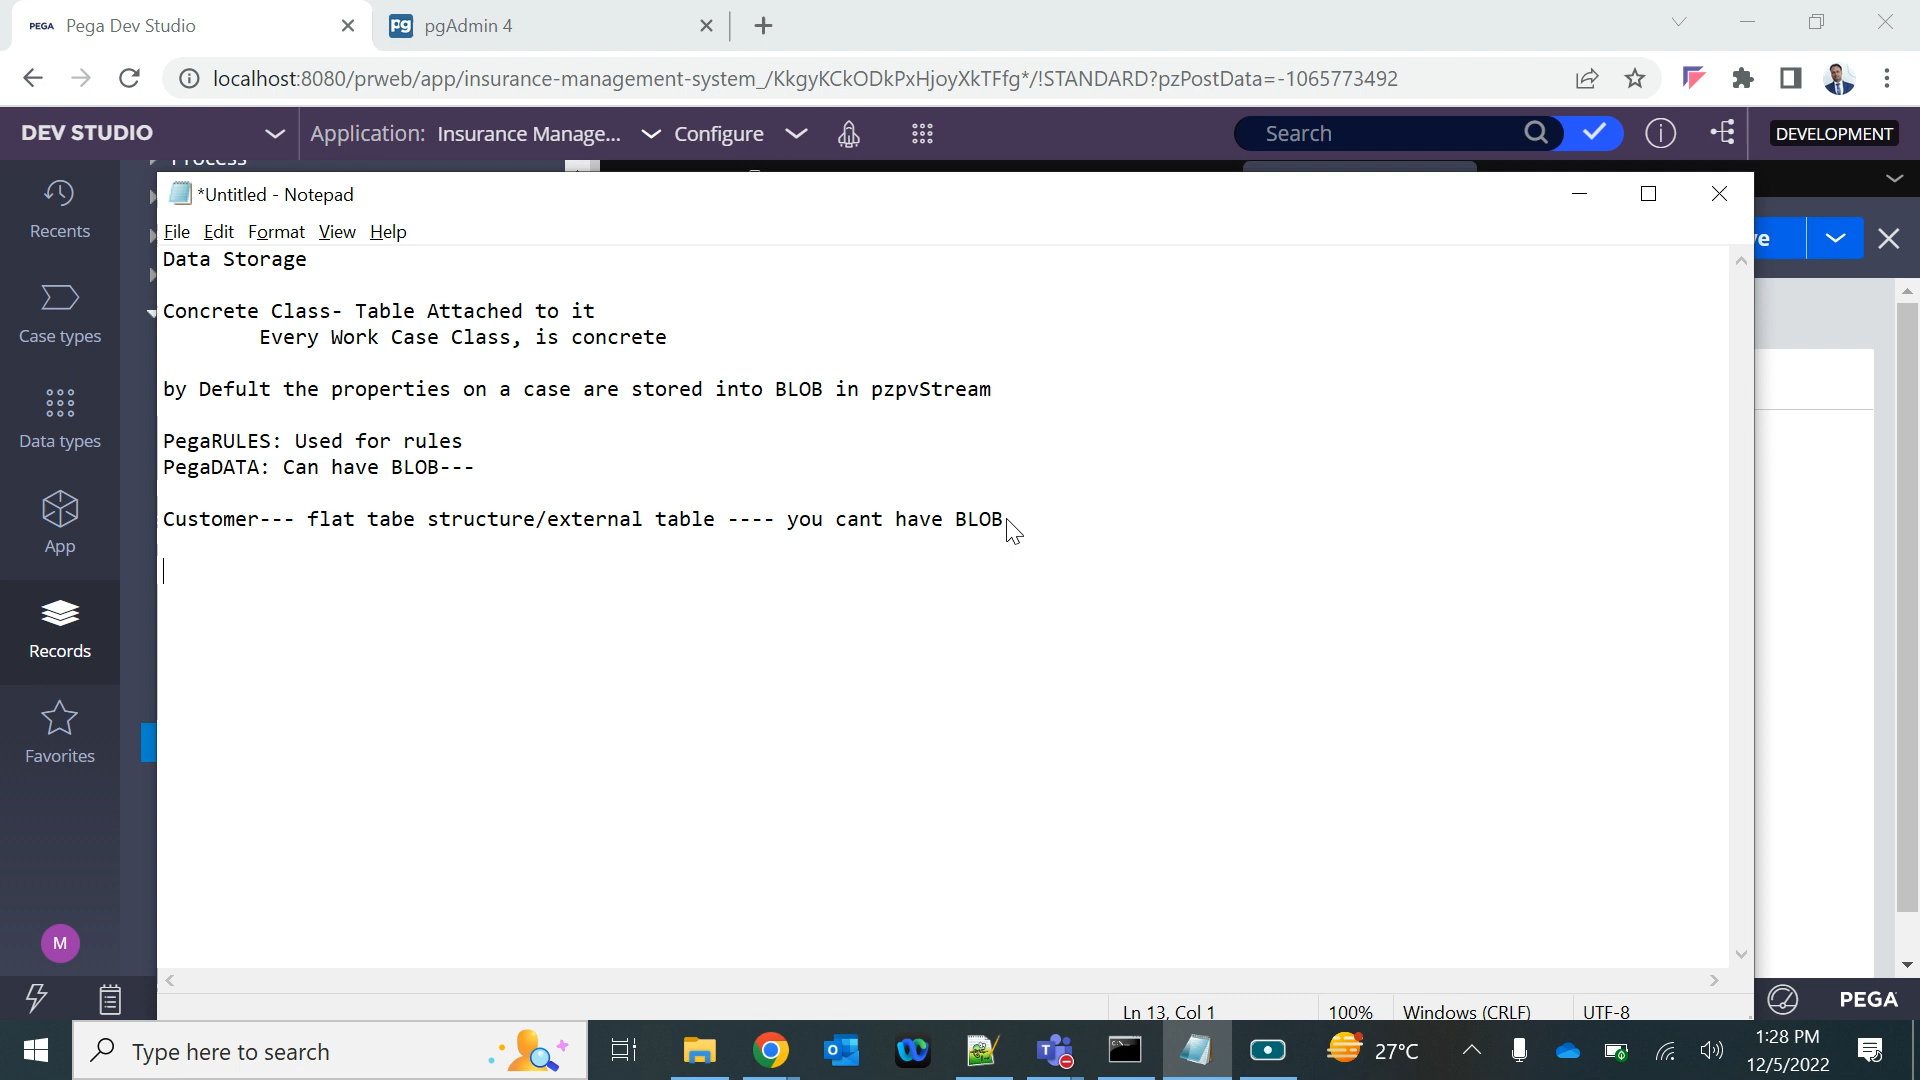 PEGA Pega Dev Studio
pg pgAdmin 4
localhost:8080/prweb/app/insurance-management-system_/KkgyKCkODkPxHjoyXkTFfg*/!STANDARD?pzPostData=-1065773492
DEV STUDIO Application: Insurance Manage... Configure Search DEVELOPMENT
Process
*Untitled - Notepad
File Edit Format View Help
Data Storage
Concrete Class- Table Attached to it
Every Work Case Class, is concrete
by Defult the properties on a case are stored into BLOB in pzpvStream
PegaRULES: Used for rules
PegaDATA: Can have BLOB---
Customer--- flat tabe structure/external table ---- you cant have BLOB
Recents
Case types
Data types
App
Records
Favorites
M
Ln 13, Col 1 100% Windows (CRLF) UTF-8
PEGA
Type here to search
27°C
1:28 PM
12/5/2022